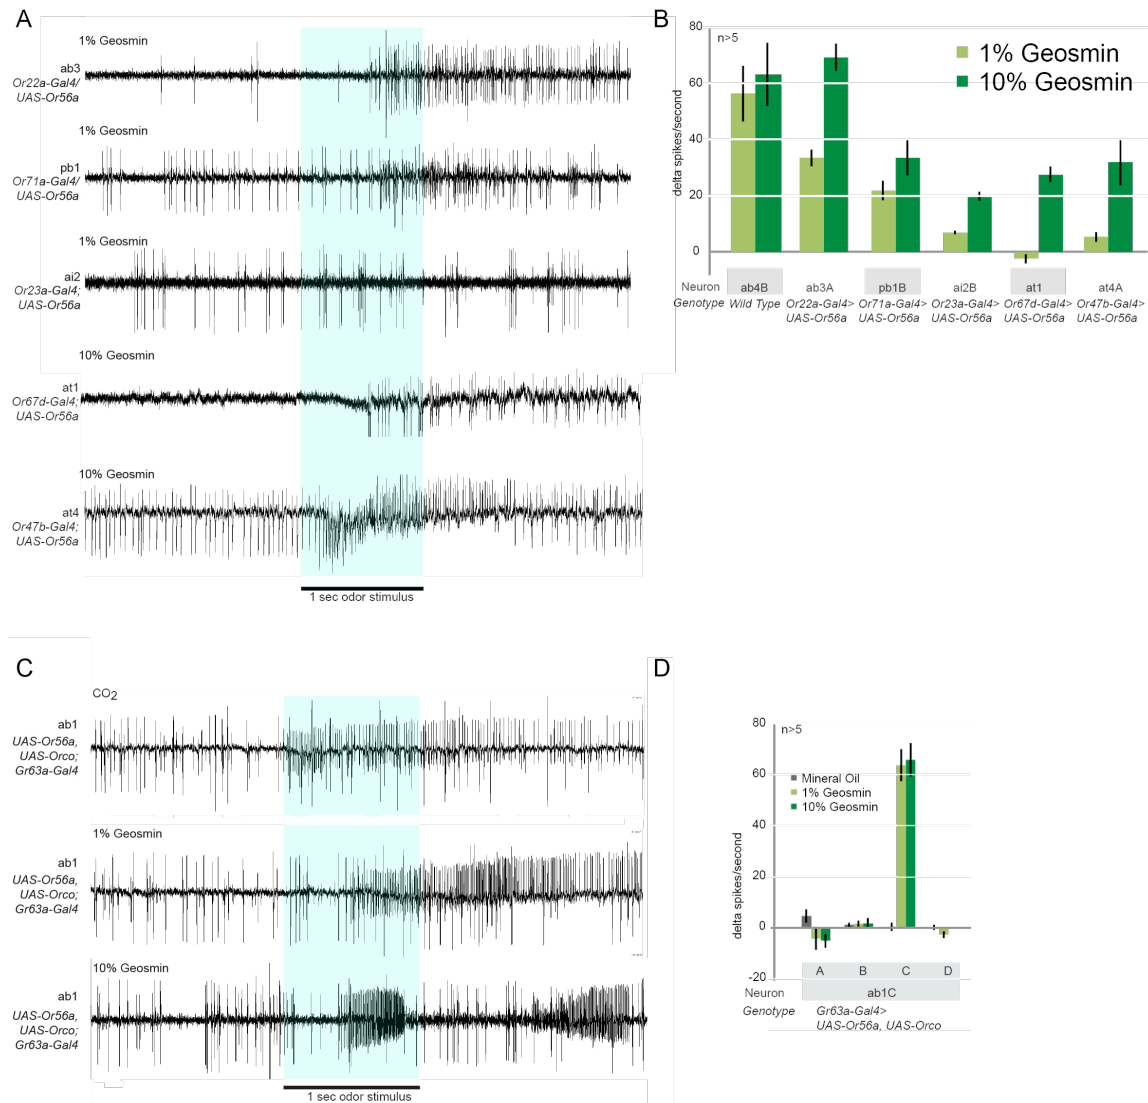 A
1% Geosmin
ab3
Or22a-Gal4/
UAS-Or56a
1% Geosmin
pb1
Or71a-Gal4/
UAS-Or56a
1% Geosmin
ai2
Or23a-Gal4;
UAS-Or56a
10% Geosmin
at1
Or67d-Gal4;
UAS-Or56a
10% Geosmin
at4
Or47b-Gal4;
UAS-Or56a
1 sec odor stimulus
B
80
60
40
20
0
delta spikes/second
n>5
1% Geosmin
10% Geosmin
Neuron ab4B ab3A pb1B ai2B at1 at4A
Genotype Wild Type Or22a-Gal4> Or71a-Gal4> Or23a-Gal4> Or67d-Gal4> Or47b-Gal4>
UAS-Or56a UAS-Or56a UAS-Or56a UAS-Or56a UAS-Or56a
C
CO2
ab1
UAS-Or56a,
UAS-Orco;
Gr63a-Gal4
1% Geosmin
ab1
UAS-Or56a,
UAS-Orco;
Gr63a-Gal4
10% Geosmin
ab1
UAS-Or56a,
UAS-Orco;
Gr63a-Gal4
1 sec odor stimulus
D
80
60
40
20
0
-20
delta spikes/second
n>5
Mineral Oil
1% Geosmin
10% Geosmin
A B C D
Neuron ab1C
Genotype Gr63a-Gal4>
UAS-Or56a, UAS-Orco